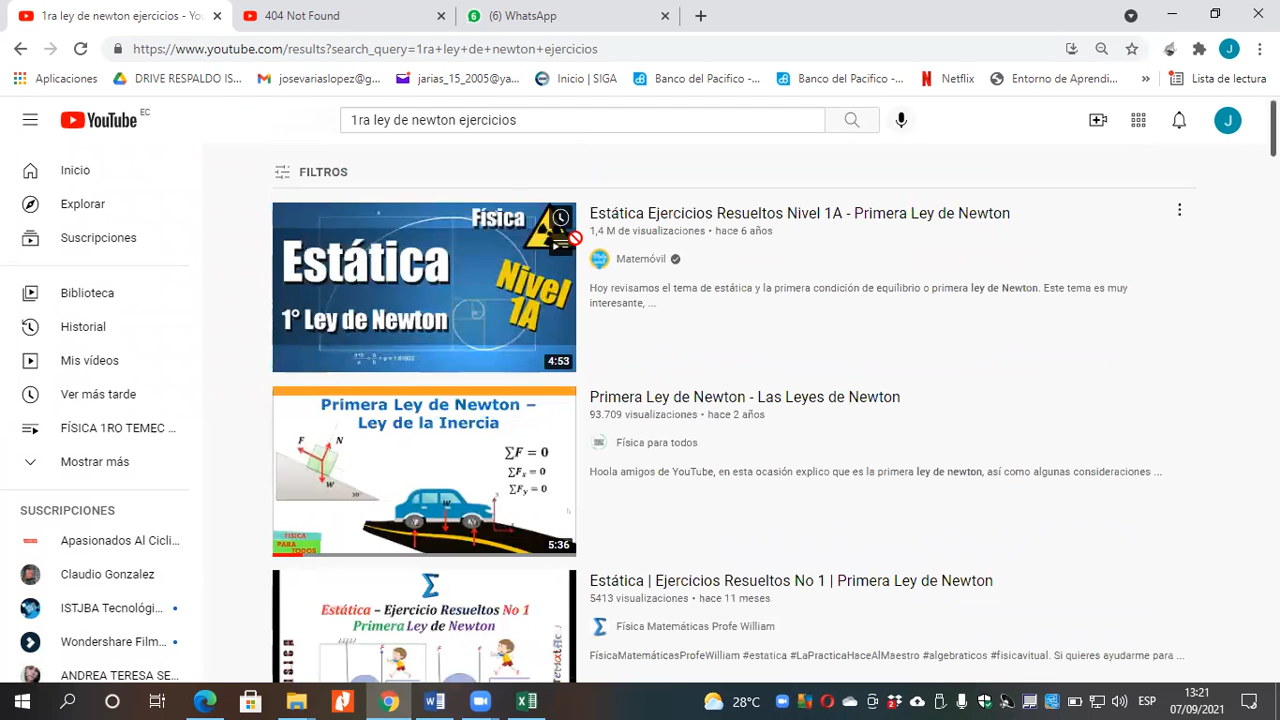 1ra ley de newton ejercicios - Yo
404 Not Found
(6) WhatsApp
https://www.youtube.com/results?search_query=1ra+ley+de+newton+ejercicios
J
Aplicaciones
DRIVE RESPALDO IS...
josevariaslopez@g...
jarias_15_2005@ya...
Inicio | SIGA
Banco del Pacifico -...
Banco del Pacifico -...
Netflix
Entorno de Aprendi...
»
Lista de lectura
YouTube EC
1ra ley de newton ejercicios
J
Inicio
Explorar
Suscripciones
Biblioteca
Historial
Mis vídeos
Ver más tarde
FÍSICA 1RO TEMEC ...
Mostrar más
SUSCRIPCIONES
Apasionados Al Cicli...
Claudio Gonzalez
ISTJBA Tecnológi...
Wondershare Film...
ANDREA TERESA SE...
FILTROS
Física
Estática
Nivel
1A
1° Ley de Newton
4:53
Estática Ejercicios Resueltos Nivel 1A - Primera Ley de Newton
1,4 M de visualizaciones • hace 6 años
Matemóvil
Hoy revisamos el tema de estática y la primera condición de equilibrio o primera ley de Newton. Este tema es muy
interesante, ...
Primera Ley de Newton –
Ley de la Inercia
F
N
W
30°
∑F = 0
∑Fx = 0
∑Fy = 0
FÍSICA
PARA
TODOS
5:36
Primera Ley de Newton - Las Leyes de Newton
93.709 visualizaciones • hace 2 años
Física para todos
Hoola amigos de YouTube, en esta ocasión explico que es la primera ley de newton, así como algunas consideraciones ...
∑
Estática – Ejercicio Resueltos No 1
Primera Ley de Newton
Estática | Ejercicios Resueltos No 1 | Primera Ley de Newton
5413 visualizaciones • hace 11 meses
Física Matemáticas Profe William
FísicaMatemáticasProfeWilliam #estatica #LaPracticaHaceAlMaestro #algebraticos #fisicavitual. Si quieres ayudarme para ...
28°C
ESP
13:21
07/09/2021